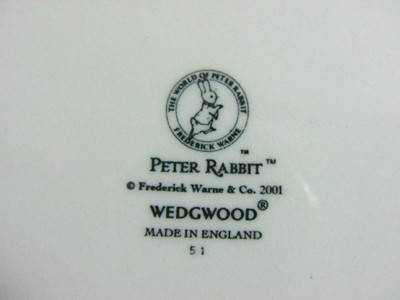 THE WORLD OF PETER RABBIT
FREDERICK WARNE
™
PETER RABBIT™
© Frederick Warne & Co. 2001
WEDGWOOD®
MADE IN ENGLAND
51